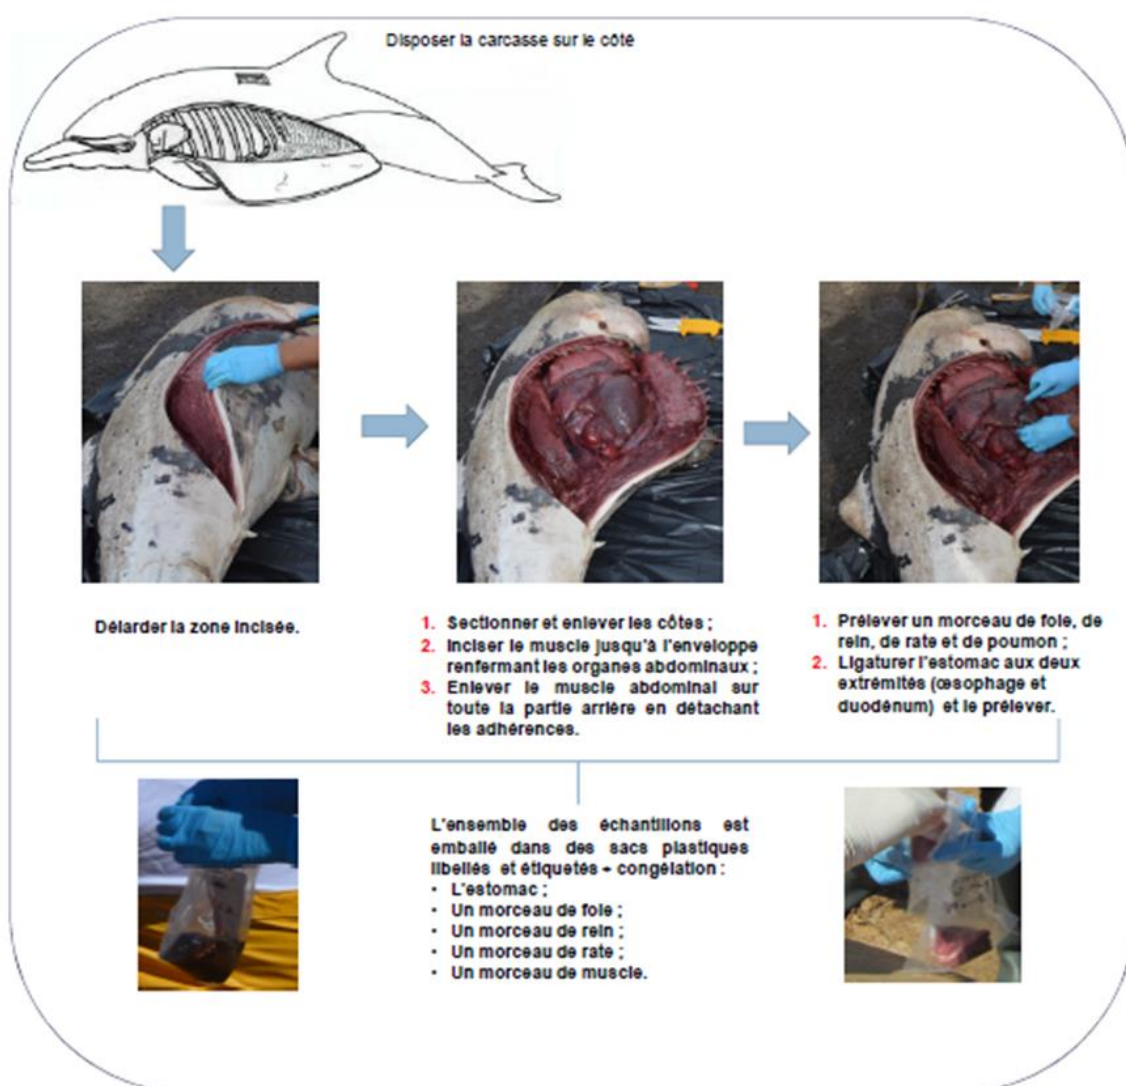 Disposer la carcasse sur le côté
Délarder la zone incisée.
1. Sectionner et enlever les côtes ;
2. Inciser le muscle jusqu'à l'enveloppe
renfermant les organes abdominaux ;
3. Enlever le muscle abdominal sur
toute la partie arrière en détachant
les adhérences.
1. Prélever un morceau de foie, de
rein, de rate et de poumon ;
2. Ligaturer l'estomac aux deux
extrémités (œsophage et
duodénum) et le prélever.
L'ensemble des échantillons est
emballé dans des sacs plastiques
libellés et étiquetés + congélation :
• L'estomac ;
• Un morceau de foie ;
• Un morceau de rein ;
• Un morceau de rate ;
• Un morceau de muscle.